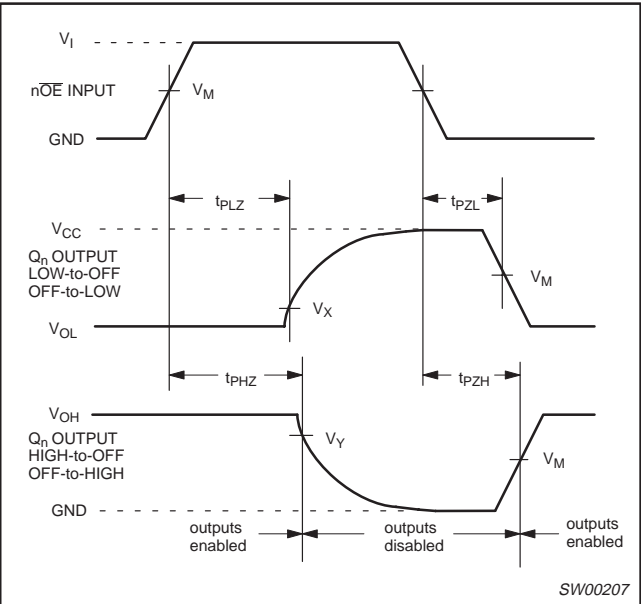 V_I
nO̅E̅ INPUT
V_M
GND
t_PLZ
t_PZL
V_CC
Q_n OUTPUT
LOW-to-OFF
OFF-to-LOW
V_M
V_X
V_OL
t_PHZ
t_PZH
V_OH
Q_n OUTPUT
HIGH-to-OFF
OFF-to-HIGH
V_Y
V_M
GND
outputs
enabled
outputs
disabled
outputs
enabled
SW00207